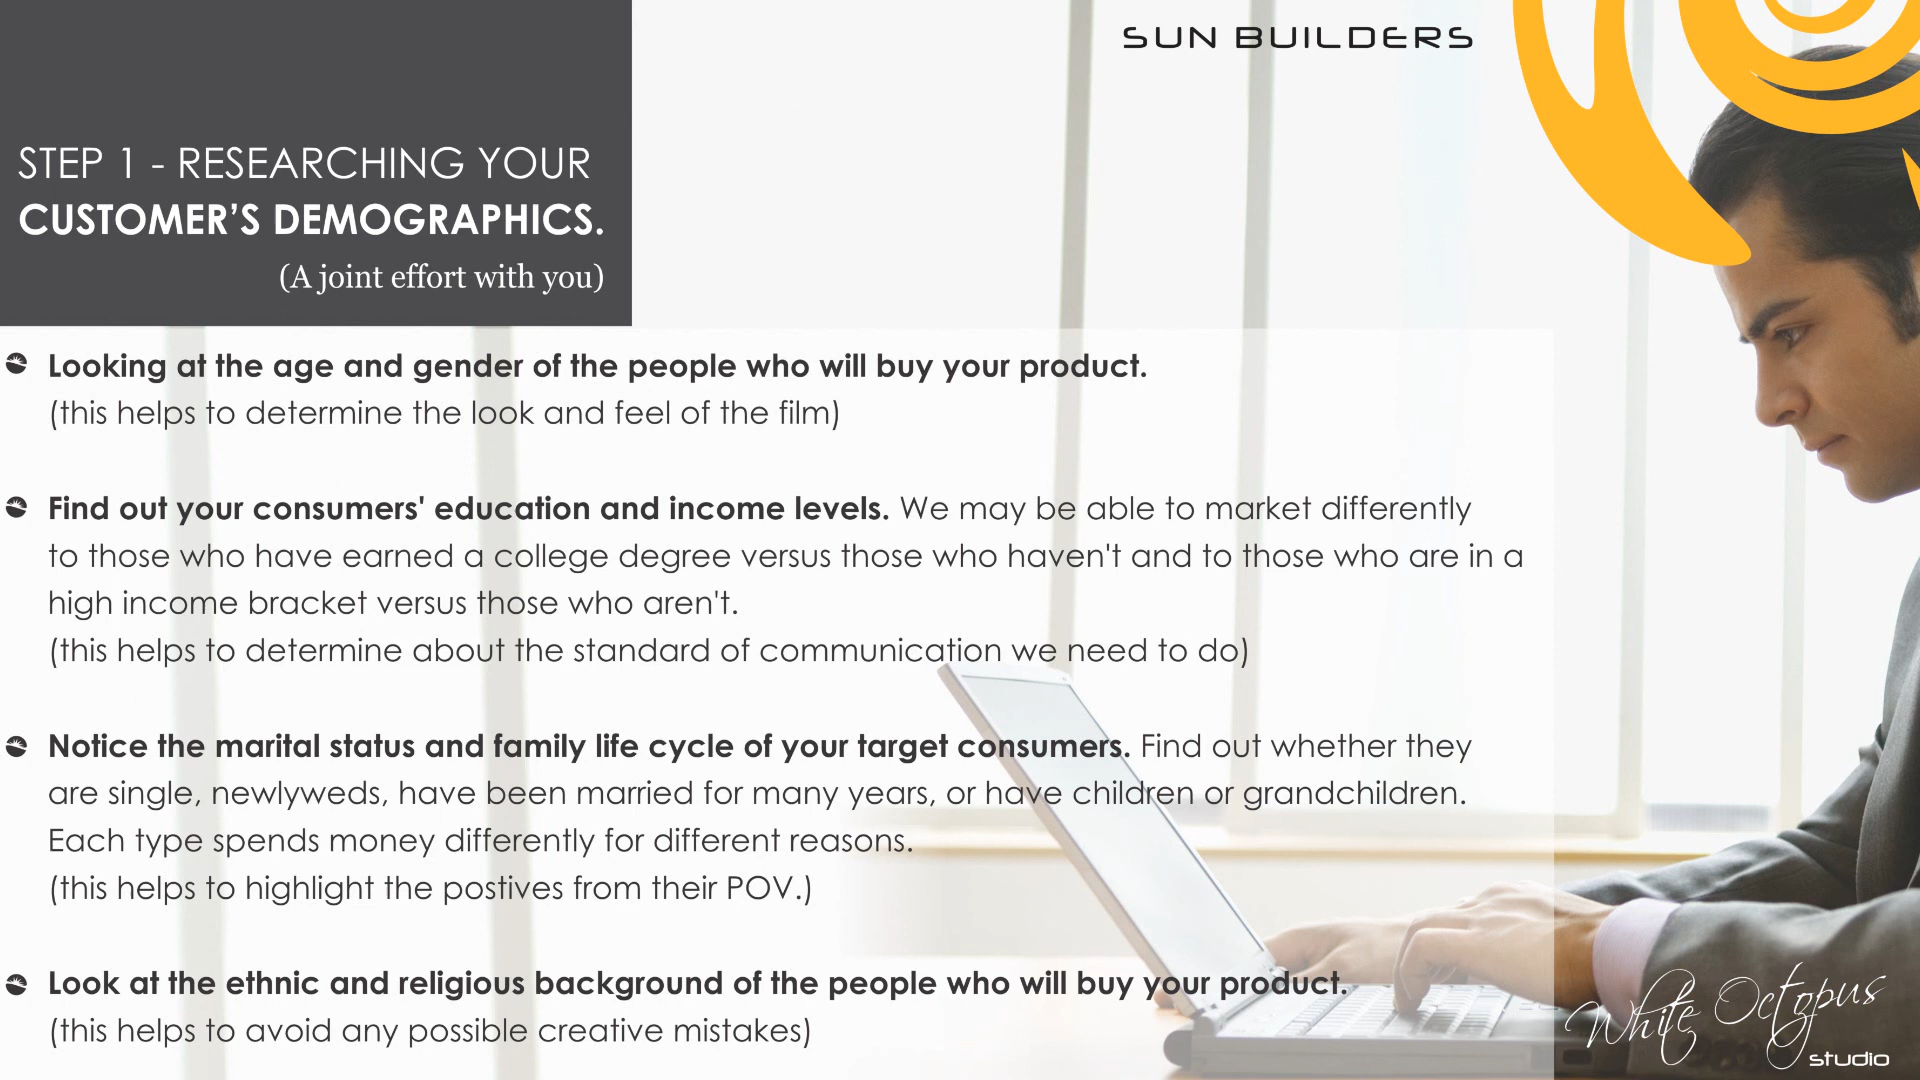 SUN BUILDERS
STEP 1 - RESEARCHING YOUR
CUSTOMER’S DEMOGRAPHICS.
(A joint effort with you)
Looking at the age and gender of the people who will buy your product.
(this helps to determine the look and feel of the film)
Find out your consumers' education and income levels. We may be able to market differently
to those who have earned a college degree versus those who haven't and to those who are in a
high income bracket versus those who aren't.
(this helps to determine about the standard of communication we need to do)
Notice the marital status and family life cycle of your target consumers. Find out whether they
are single, newlyweds, have been married for many years, or have children or grandchildren.
Each type spends money differently for different reasons.
(this helps to highlight the postives from their POV.)
Look at the ethnic and religious background of the people who will buy your product.
(this helps to avoid any possible creative mistakes)
White Octopus
studio